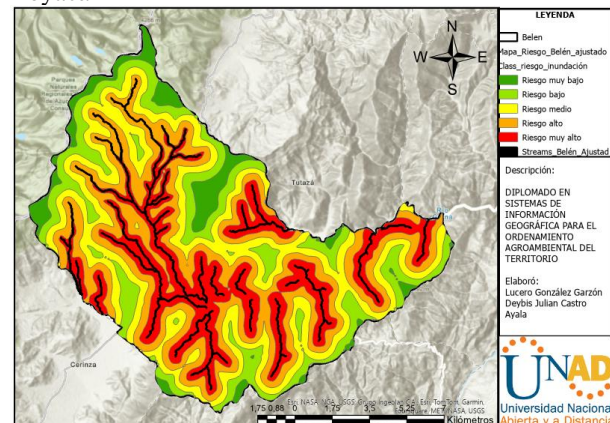 N
W E
S
Tutazá
Cerinza
1,75 0,88 0 1,75 3,5 5,25
Kilómetros
LEYENDA
Belen
Mapa_Riesgo_Belén_ajustado
Class_riesgo_inundación
Riesgo muy bajo
Riesgo bajo
Riesgo medio
Riesgo alto
Riesgo muy alto
Streams_Belén_Ajustad
Descripción:
DIPLOMADO EN
SISTEMAS DE
INFORMACIÓN
GEOGRÁFICA PARA EL
ORDENAMIENTO
AGROAMBIENTAL DEL
TERRITORIO
Elaboró:
Lucero González Garzón
Deybis Julian Castro
Ayala
UNAD
Universidad Nacional
Abierta y a Distancia